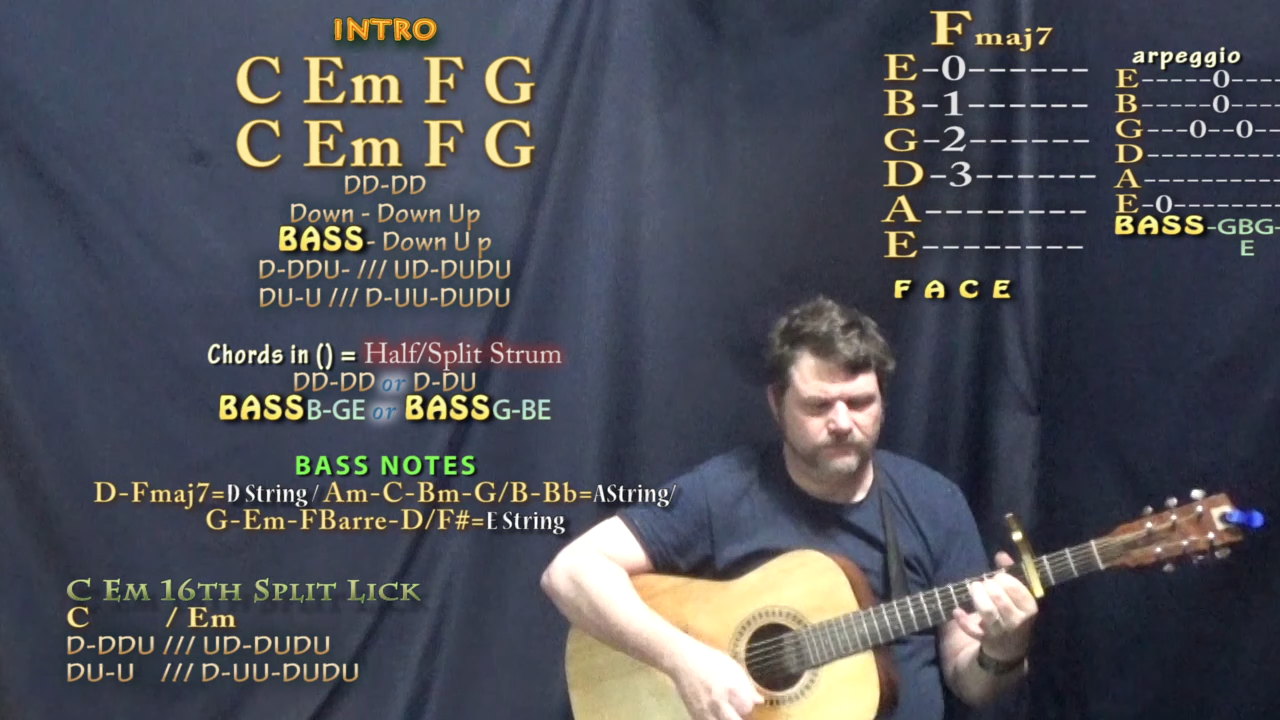 INTRO
C Em F G
C Em F G
DD-DD
Down - Down Up
BASS - Down U p
D-DDU- /// UD-DUDU
DU-U /// D-UU-DUDU
Chords in () = Half/Split Strum
DD-DD or D-DU
BASSB-GE or BASSG-BE
BASS NOTES
D-Fmaj7=D String / Am-C-Bm-G/B-Bb=AString/
G-Em-FBarre-D/F#=E String
C Em 16th Split Lick
C / Em
D-DDU /// UD-DUDU
DU-U /// D-UU-DUDU
Fmaj7
E-0------
B-1------
G-2------
D-3------
A--------
E--------
F A C E
arpeggio
E------0----
B------0----
G----0--0---
D-----------
A-----------
E-0---------
BASS-GBG-
E